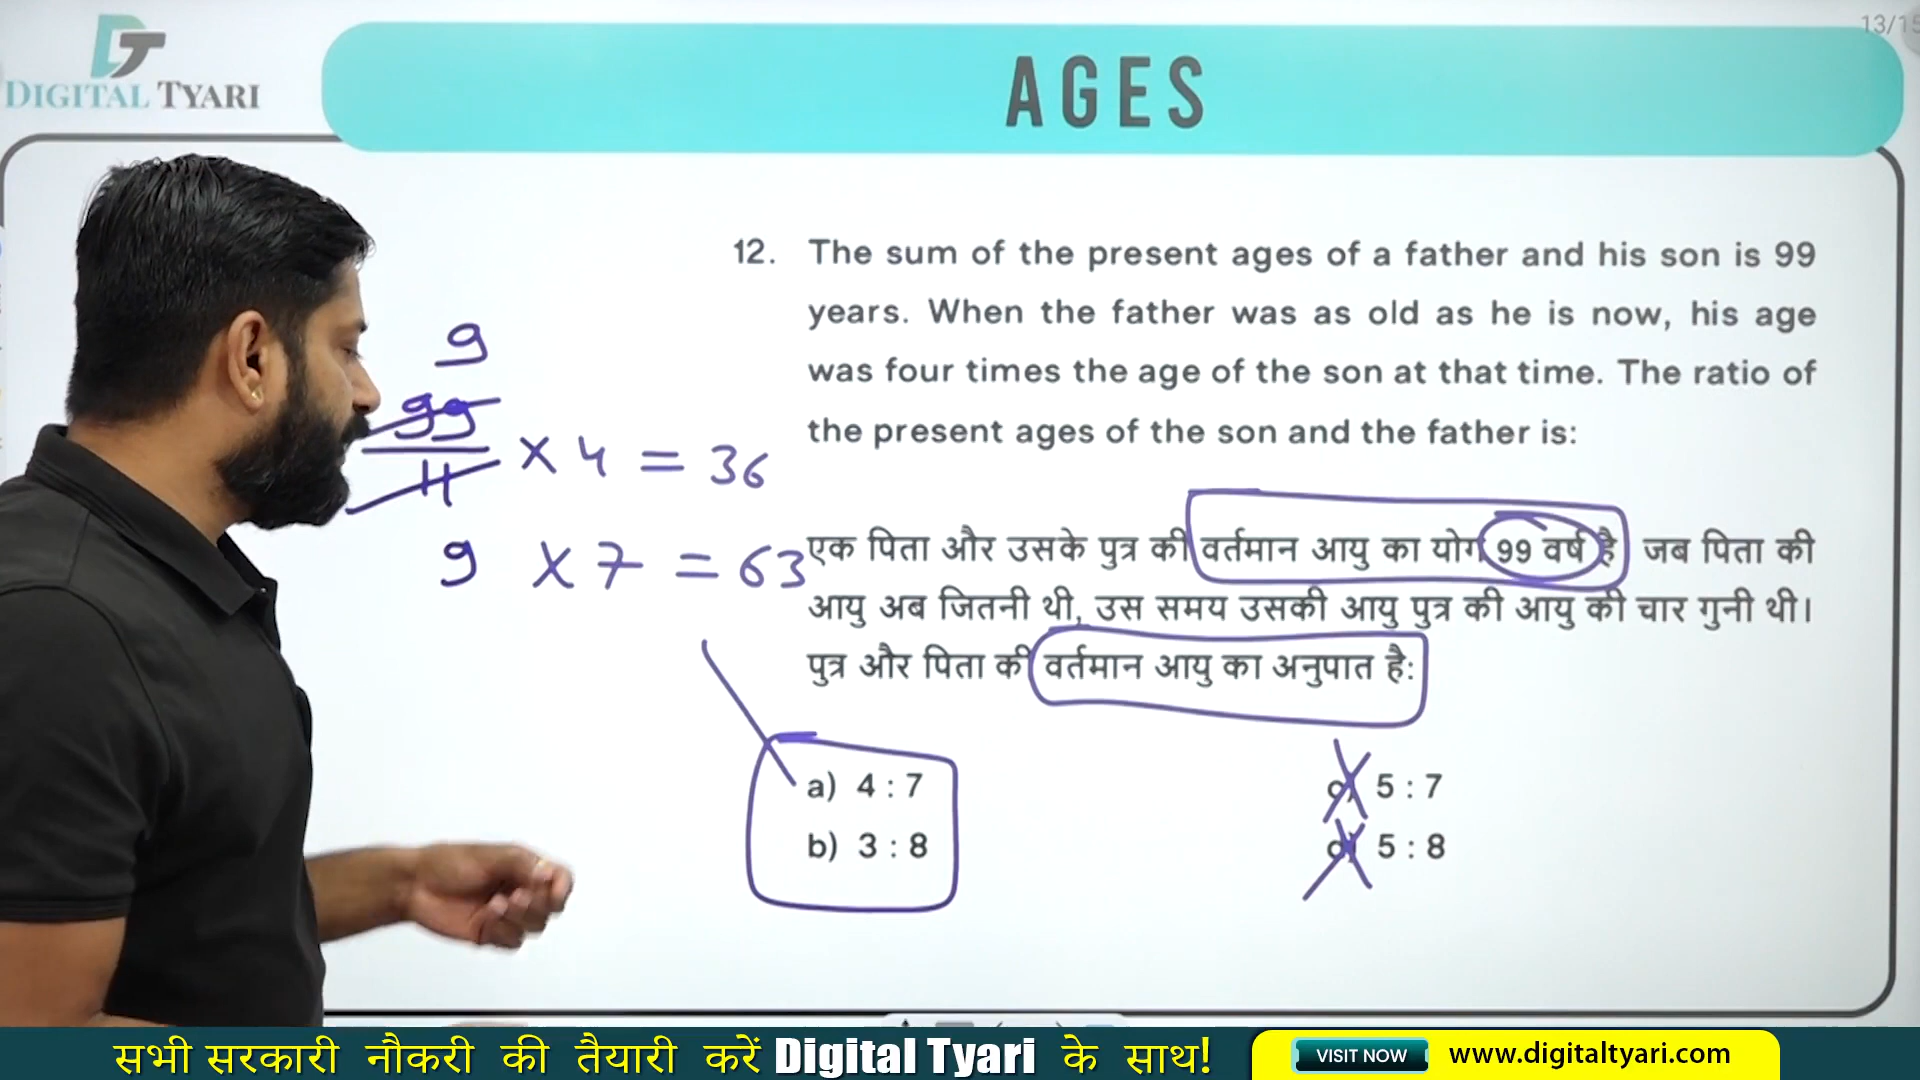 13/15
DT
DIGITAL TYARI
AGES
12. The sum of the present ages of a father and his son is 99
years. When the father was as old as he is now, his age
was four times the age of the son at that time. The ratio of
the present ages of the son and the father is:
9
99
11
× 4 = 36
9 × 7 = 63
एक पिता और उसके पुत्र की वर्तमान आयु का योग 99 वर्ष है जब पिता की
आयु अब जितनी थी, उस समय उसकी आयु पुत्र की आयु की चार गुनी थी।
पुत्र और पिता की वर्तमान आयु का अनुपात है:
a) 4 : 7
c) 5 : 7
b) 3 : 8
d) 5 : 8
सभी सरकारी नौकरी की तैयारी करें Digital Tyari के साथ!
VISIT NOW
www.digitaltyari.com